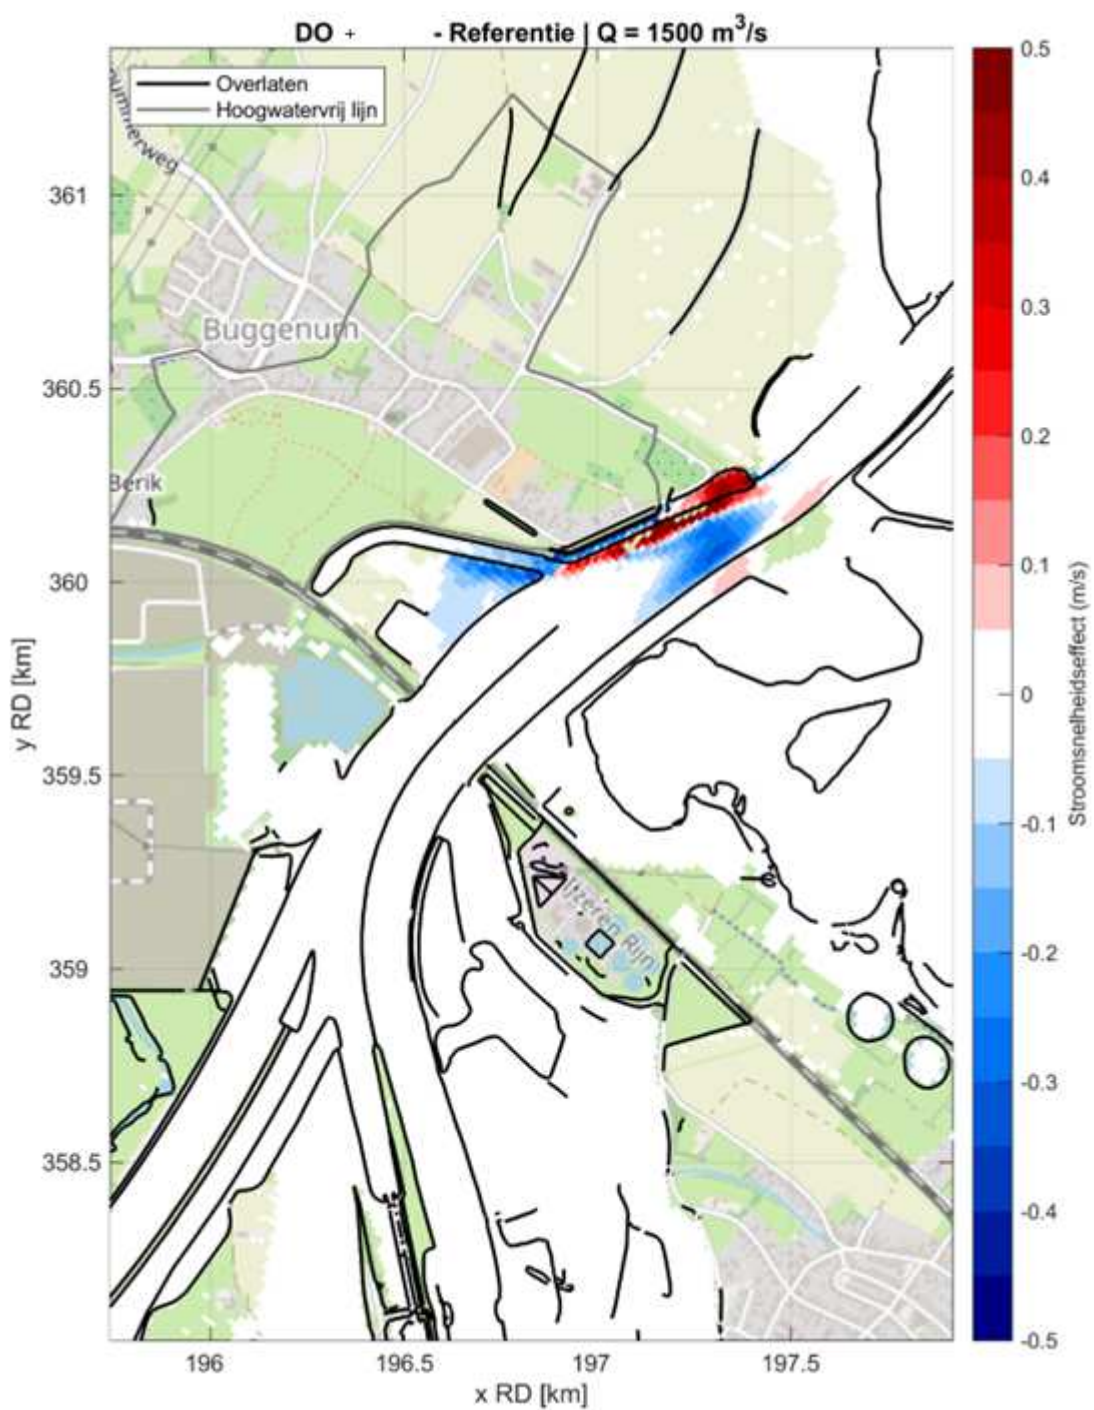 DO + - Referentie | Q = 1500 m³/s
Overlaten
Hoogwatervrij lijn
361
360.5
360
359.5
359
358.5
y RD [km]
196
196.5
197
197.5
x RD [km]
Buggenum
Berik
IJzeren Rijn
0.5
0.4
0.3
0.2
0.1
0
-0.1
-0.2
-0.3
-0.4
-0.5
Stroomsnelheidseffect (m/s)